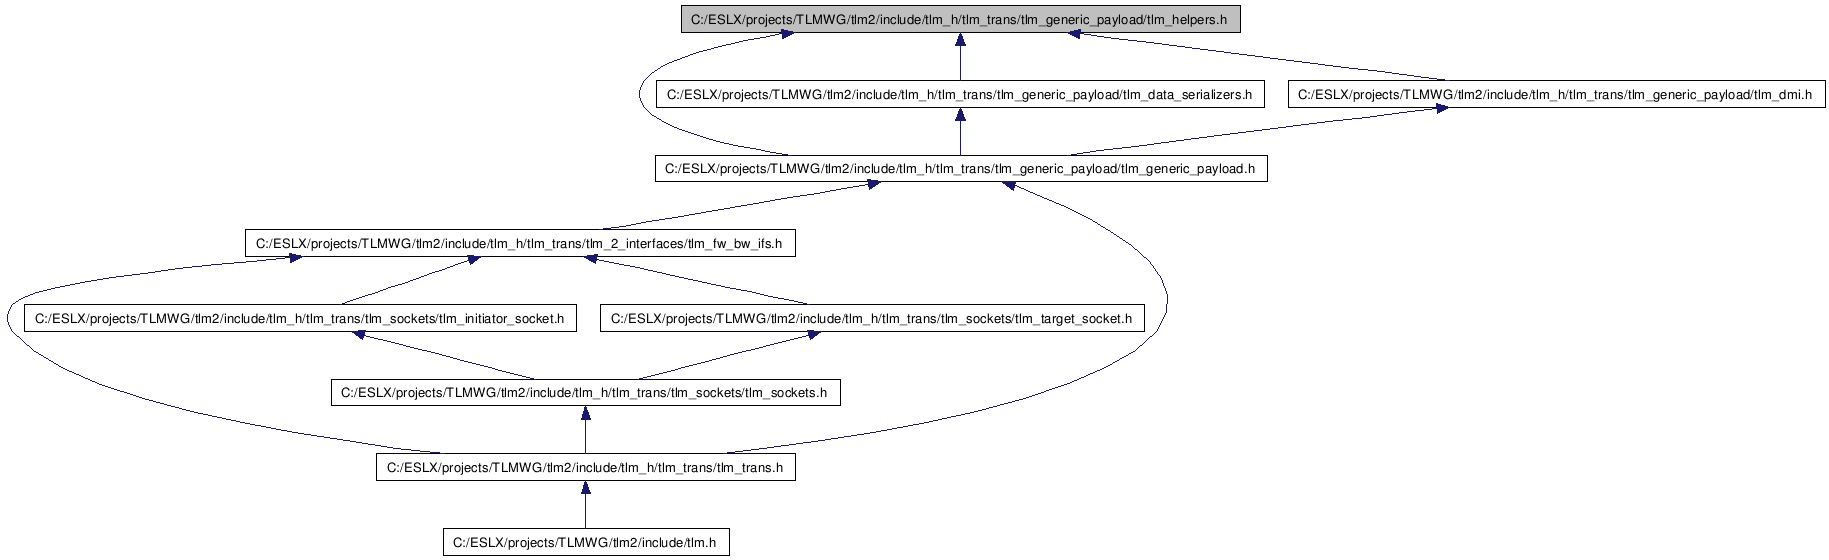 C:/ESLX/projects/TLMWG/tlm2/include/tlm_h/tlm_trans/tlm_generic_payload/tlm_helpers.h
C:/ESLX/projects/TLMWG/tlm2/include/tlm_h/tlm_trans/tlm_generic_payload/tlm_data_serializers.h
C:/ESLX/projects/TLMWG/tlm2/include/tlm_h/tlm_trans/tlm_generic_payload/tlm_dmi.h
C:/ESLX/projects/TLMWG/tlm2/include/tlm_h/tlm_trans/tlm_generic_payload/tlm_generic_payload.h
C:/ESLX/projects/TLMWG/tlm2/include/tlm_h/tlm_trans/tlm_2_interfaces/tlm_fw_bw_ifs.h
C:/ESLX/projects/TLMWG/tlm2/include/tlm_h/tlm_trans/tlm_sockets/tlm_initiator_socket.h
C:/ESLX/projects/TLMWG/tlm2/include/tlm_h/tlm_trans/tlm_sockets/tlm_target_socket.h
C:/ESLX/projects/TLMWG/tlm2/include/tlm_h/tlm_trans/tlm_sockets/tlm_sockets.h
C:/ESLX/projects/TLMWG/tlm2/include/tlm_h/tlm_trans/tlm_trans.h
C:/ESLX/projects/TLMWG/tlm2/include/tlm.h